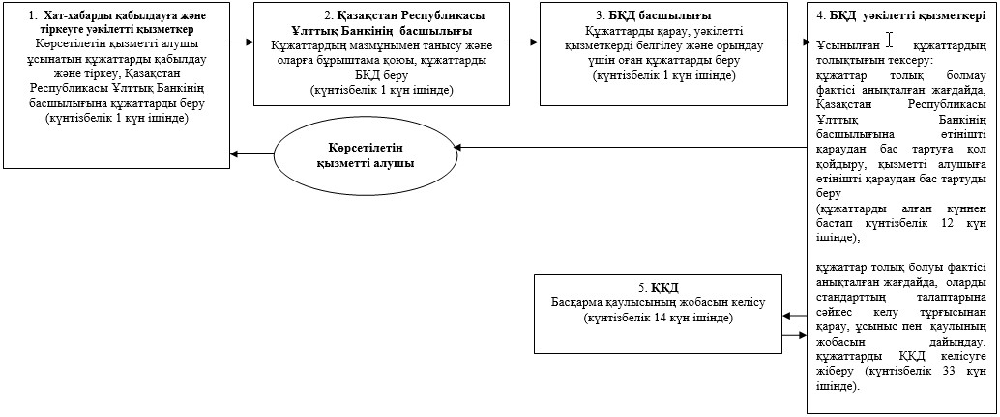 1. Хат-хабарды қабылдауға және
тіркеуге уәкілетті қызметкер
Көрсетілетін қызметті алушы
ұсынатын құжаттарды қабылдау
және тіркеу, Қазақстан
Республикасы Ұлттық Банкінің
басшылығына құжаттарды беру
(күнтізбелік 1 күн ішінде)
2. Қазақстан Республикасы
Ұлттық Банкінің басшылығы
Құжаттардың мазмұнымен танысу және
оларға бұрыштама қоюы, құжаттарды
БҚД беру
(күнтізбелік 1 күн ішінде)
3. БҚД басшылығы
Құжаттарды қарау, уәкілетті
қызметкерді белгілеу және орындау
үшін оған құжаттарды беру
(күнтізбелік 1 күн ішінде)
4. БҚД уәкілетті қызметкері
Ұсынылған құжаттардың
толықтығын тексеру:
құжаттар толық болмау
фактісі анықталған жағдайда,
Қазақстан Республикасы
Ұлттық Банкінің
басшылығына өтінішті
қараудан бас тартуға қол
қойдыру, қызметті алушыға
өтінішті қараудан бас тартуды
беру
(құжаттарды алған күннен
бастап күнтізбелік 12 күн
ішінде);
құжаттар толық болуы фактісі
анықталған жағдайда, оларды
стандарттың талаптарына
сәйкес келу тұрғысынан
қарау, ұсыныс пен қаулының
жобасын дайындау,
құжаттарды ҚҚД келісуге
жіберу (күнтізбелік 33 күн
ішінде).
Көрсетілетін
қызметті алушы
5. ҚҚД
Басқарма қаулысының жобасын келісу
(күнтізбелік 14 күн ішінде)